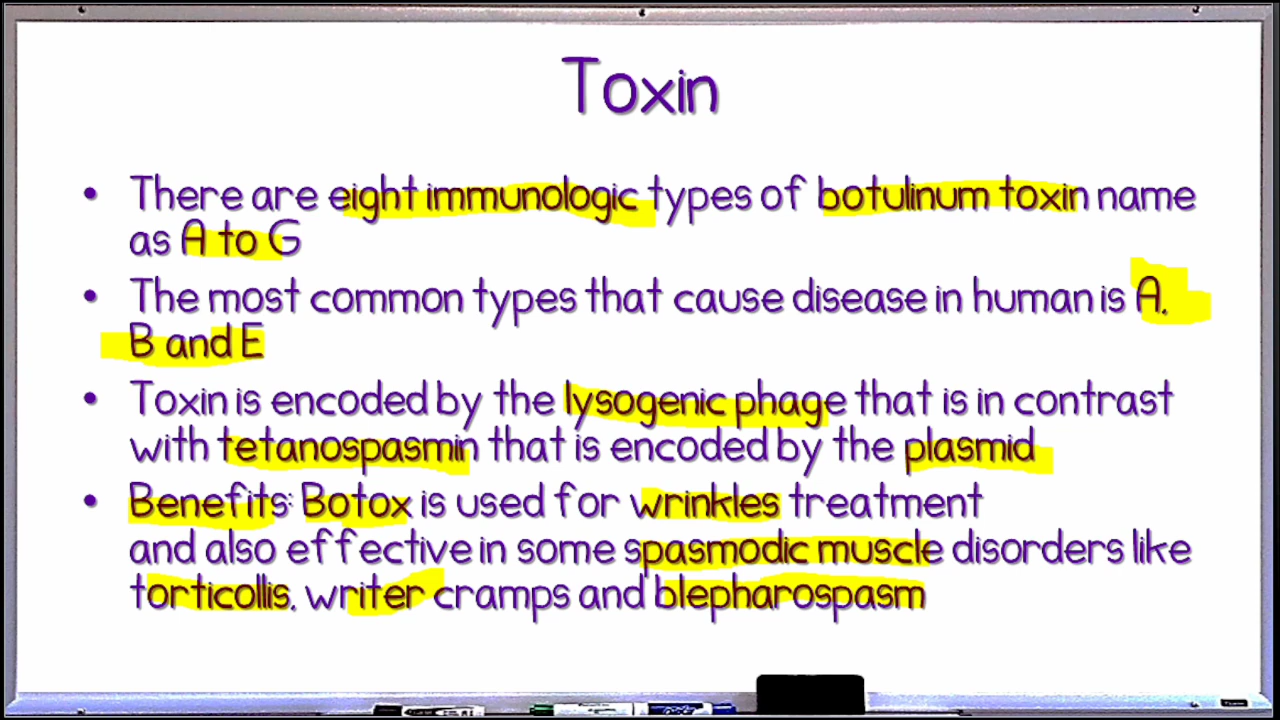 Toxin
• There are eight immunologic types of botulinum toxin name
as A to G
• The most common types that cause disease in human is A,
B and E
• Toxin is encoded by the lysogenic phage that is in contrast
with tetanospasmin that is encoded by the plasmid
• Benefits: Botox is used for wrinkles treatment
and also effective in some spasmodic muscle disorders like
torticollis, writer cramps and blepharospasm